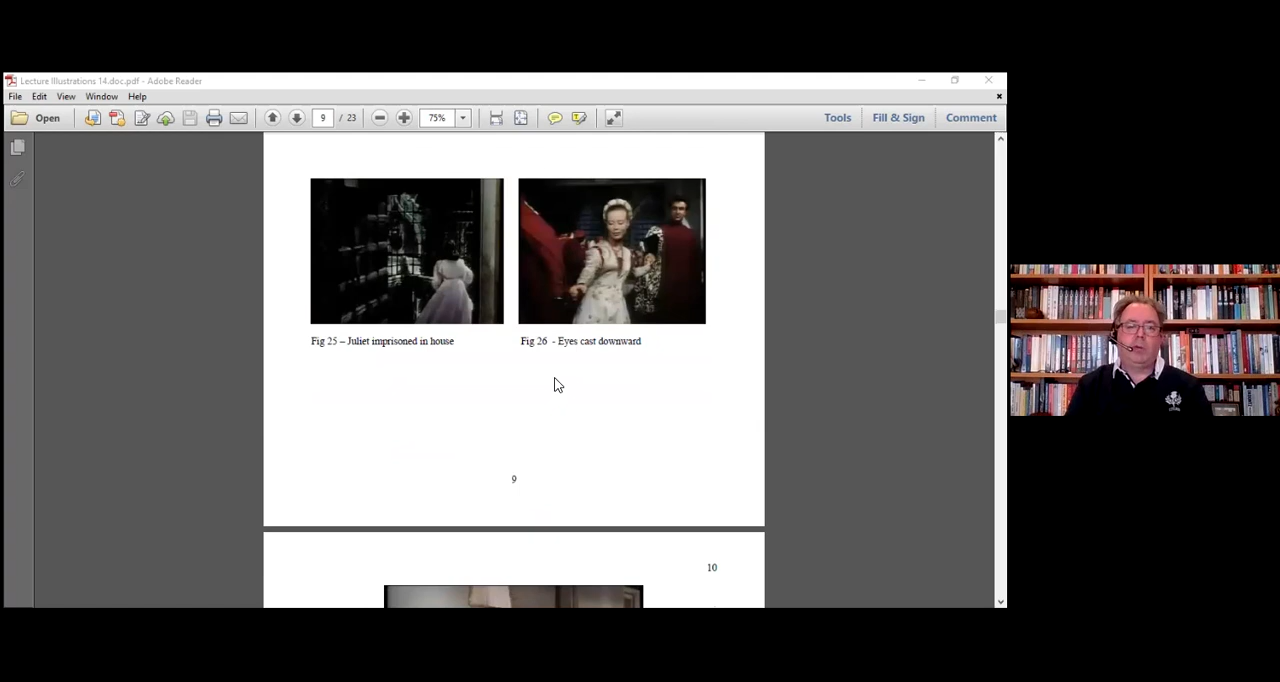 Lecture Illustrations 14.doc.pdf - Adobe Reader
File Edit View Window Help
Open 9 / 23 75% Tools Fill & Sign Comment
Fig 25 – Juliet imprisoned in house
Fig 26 - Eyes cast downward
9
10